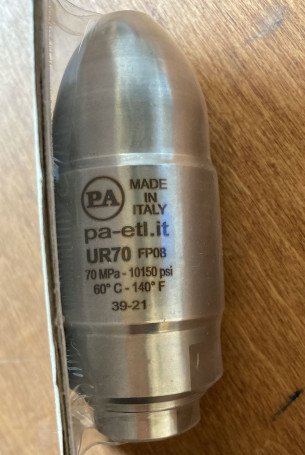 PA
MADE
IN
ITALY
pa-etl.it
UR70 FP08
70 MPa - 10150 psi
60° C - 140° F
39-21